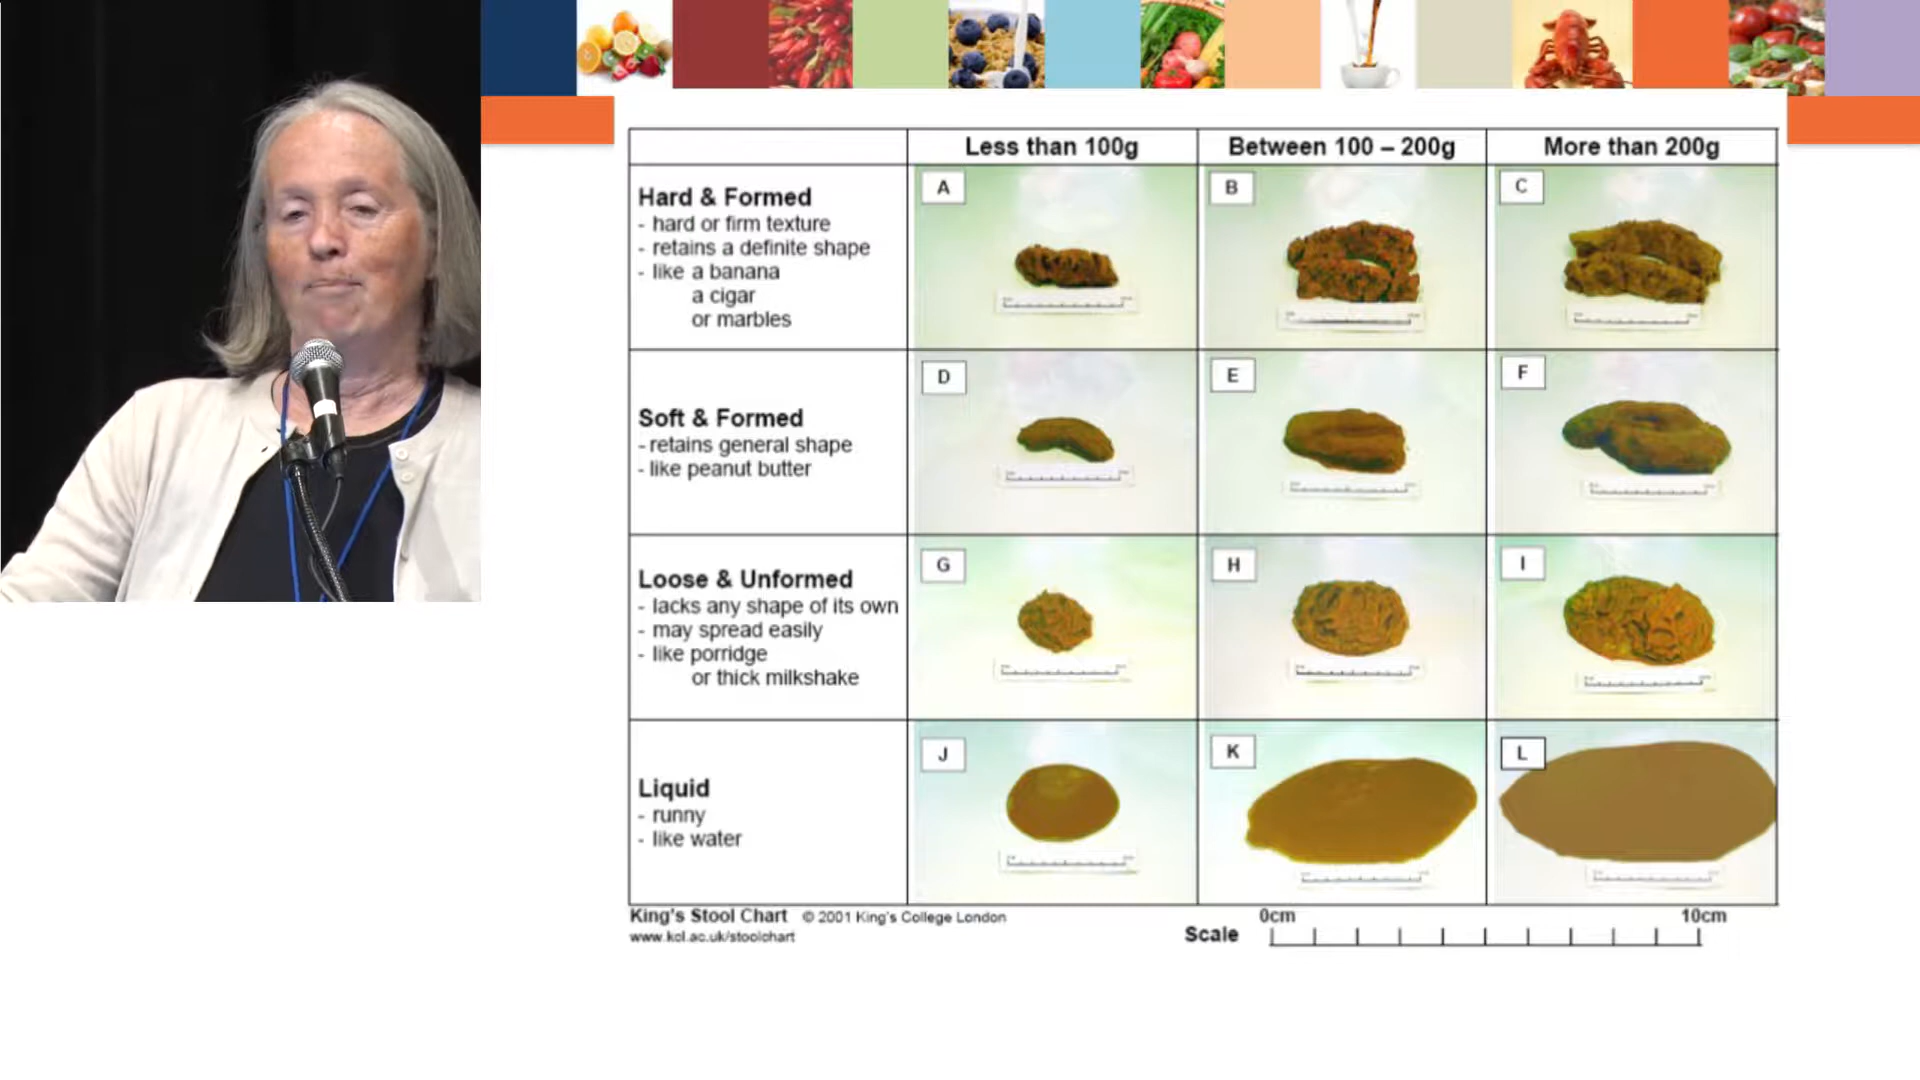 Less than 100g
Between 100 – 200g
More than 200g
Hard & Formed
- hard or firm texture
- retains a definite shape
- like a banana
a cigar
or marbles
A
B
C
Soft & Formed
- retains general shape
- like peanut butter
D
E
F
Loose & Unformed
- lacks any shape of its own
- may spread easily
- like porridge
or thick milkshake
G
H
I
Liquid
- runny
- like water
J
K
L
King's Stool Chart © 2001 King's College London
www.kcl.ac.uk/stoolchart
0cm
10cm
Scale